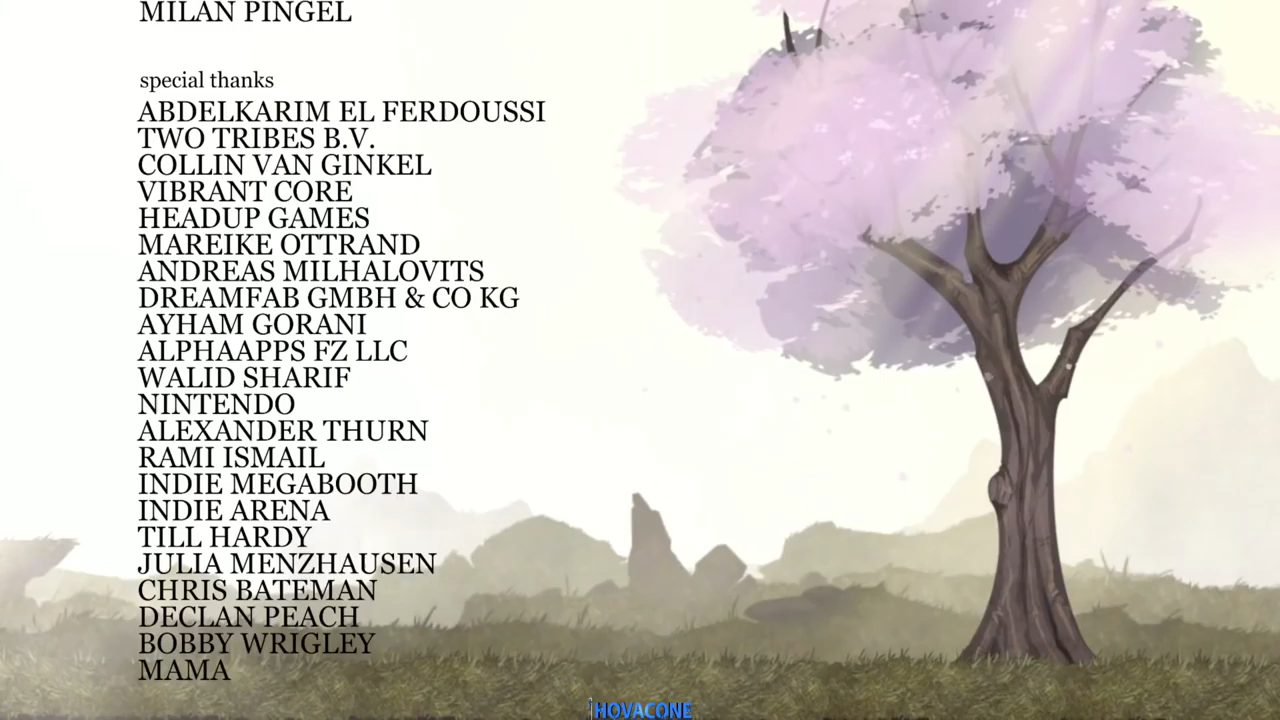 MILAN PINGEL
special thanks
ABDELKARIM EL FERDOUSSI
TWO TRIBES B.V.
COLLIN VAN GINKEL
VIBRANT CORE
HEADUP GAMES
MAREIKE OTTRAND
ANDREAS MILHALOVITS
DREAMFAB GMBH & CO KG
AYHAM GORANI
ALPHAAPPS FZ LLC
WALID SHARIF
NINTENDO
ALEXANDER THURN
RAMI ISMAIL
INDIE MEGABOOTH
INDIE ARENA
TILL HARDY
JULIA MENZHAUSEN
CHRIS BATEMAN
DECLAN PEACH
BOBBY WRIGLEY
MAMA
HOVACONE